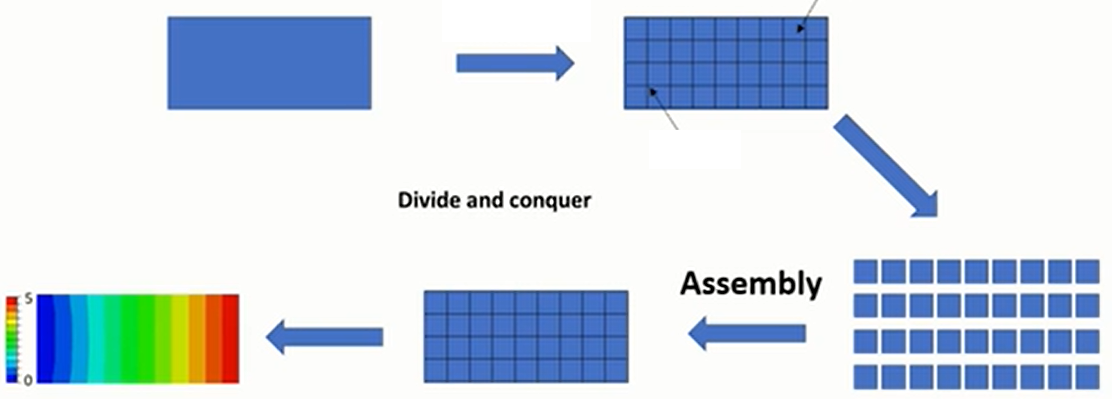 Divide and conquer
Assembly
5
0